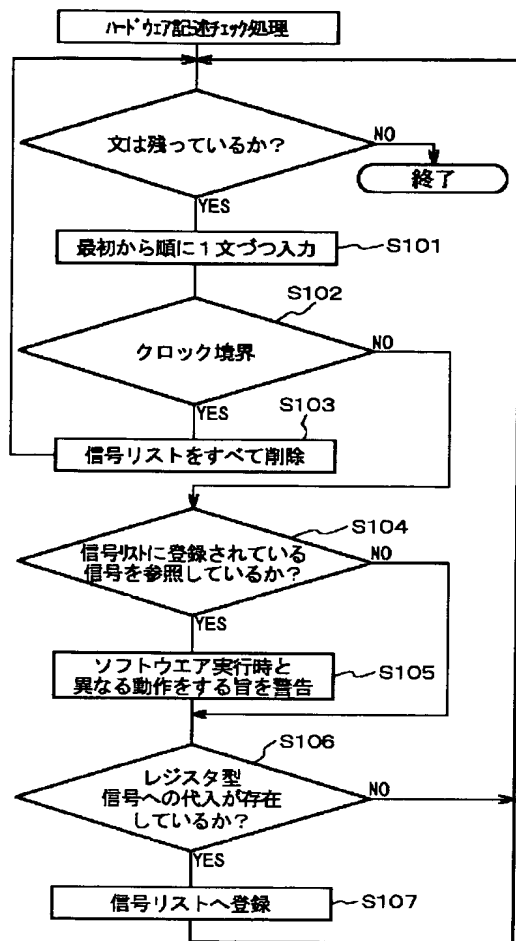 ハードウェア記述チェック処理
文は残っているか？
NO
終了
YES
最初から順に１文づつ入力
S101
S102
クロック境界
NO
YES
S103
信号リストをすべて削除
S104
信号リストに登録されている
信号を参照しているか？
NO
YES
ソフトウエア実行時と
異なる動作をする旨を警告
S105
S106
レジスタ型
信号への代入が存在
しているか？
NO
YES
信号リストへ登録
S107